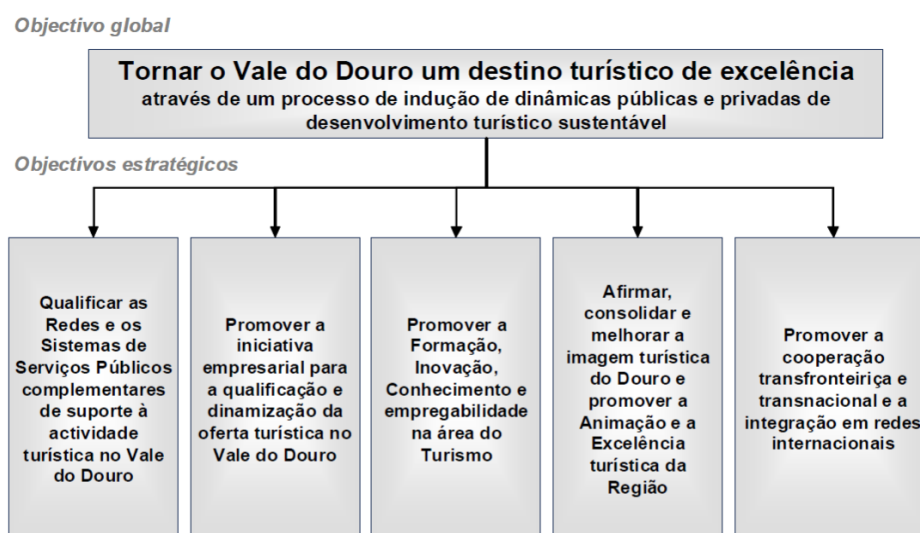 Objectivo global
Tornar o Vale do Douro um destino turístico de excelência
através de um processo de indução de dinâmicas públicas e privadas de
desenvolvimento turístico sustentável
Objectivos estratégicos
Qualificar as
Redes e os
Sistemas de
Serviços Públicos
complementares
de suporte à
actividade
turística no Vale
do Douro
Promover a
iniciativa
empresarial para
a qualificação e
dinamização da
oferta turística no
Vale do Douro
Promover a
Formação,
Inovação,
Conhecimento e
empregabilidade
na área do
Turismo
Afirmar,
consolidar e
melhorar a
imagem turística
do Douro e
promover a
Animação e a
Excelência
turística da
Região
Promover a
cooperação
transfronteiriça e
transnacional e a
integração em redes
internacionais